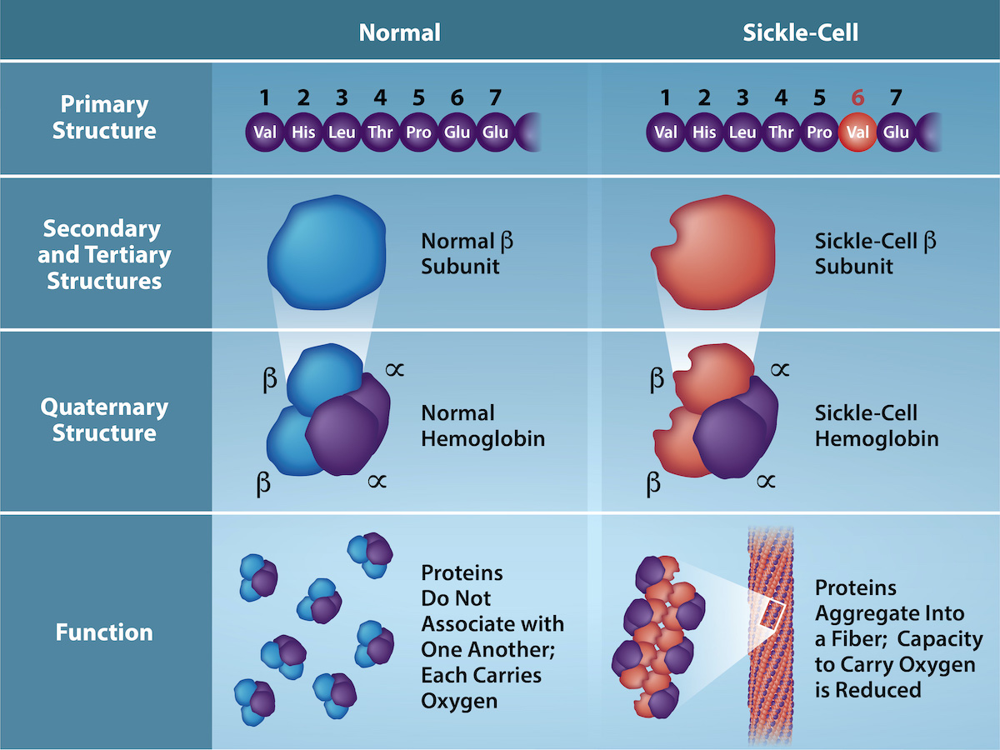 Normal
Sickle-Cell
Primary
Structure
1 2 3 4 5 6 7
Val His Leu Thr Pro Glu Glu
1 2 3 4 5 6 7
Val His Leu Thr Pro Val Glu
Secondary
and Tertiary
Structures
Normal β
Subunit
Sickle-Cell β
Subunit
Quaternary
Structure
β ∝
Normal
Hemoglobin
β ∝
β ∝
Sickle-Cell
Hemoglobin
β ∝
Function
Proteins
Do Not
Associate with
One Another;
Each Carries
Oxygen
Proteins
Aggregate Into
a Fiber; Capacity
to Carry Oxygen
is Reduced